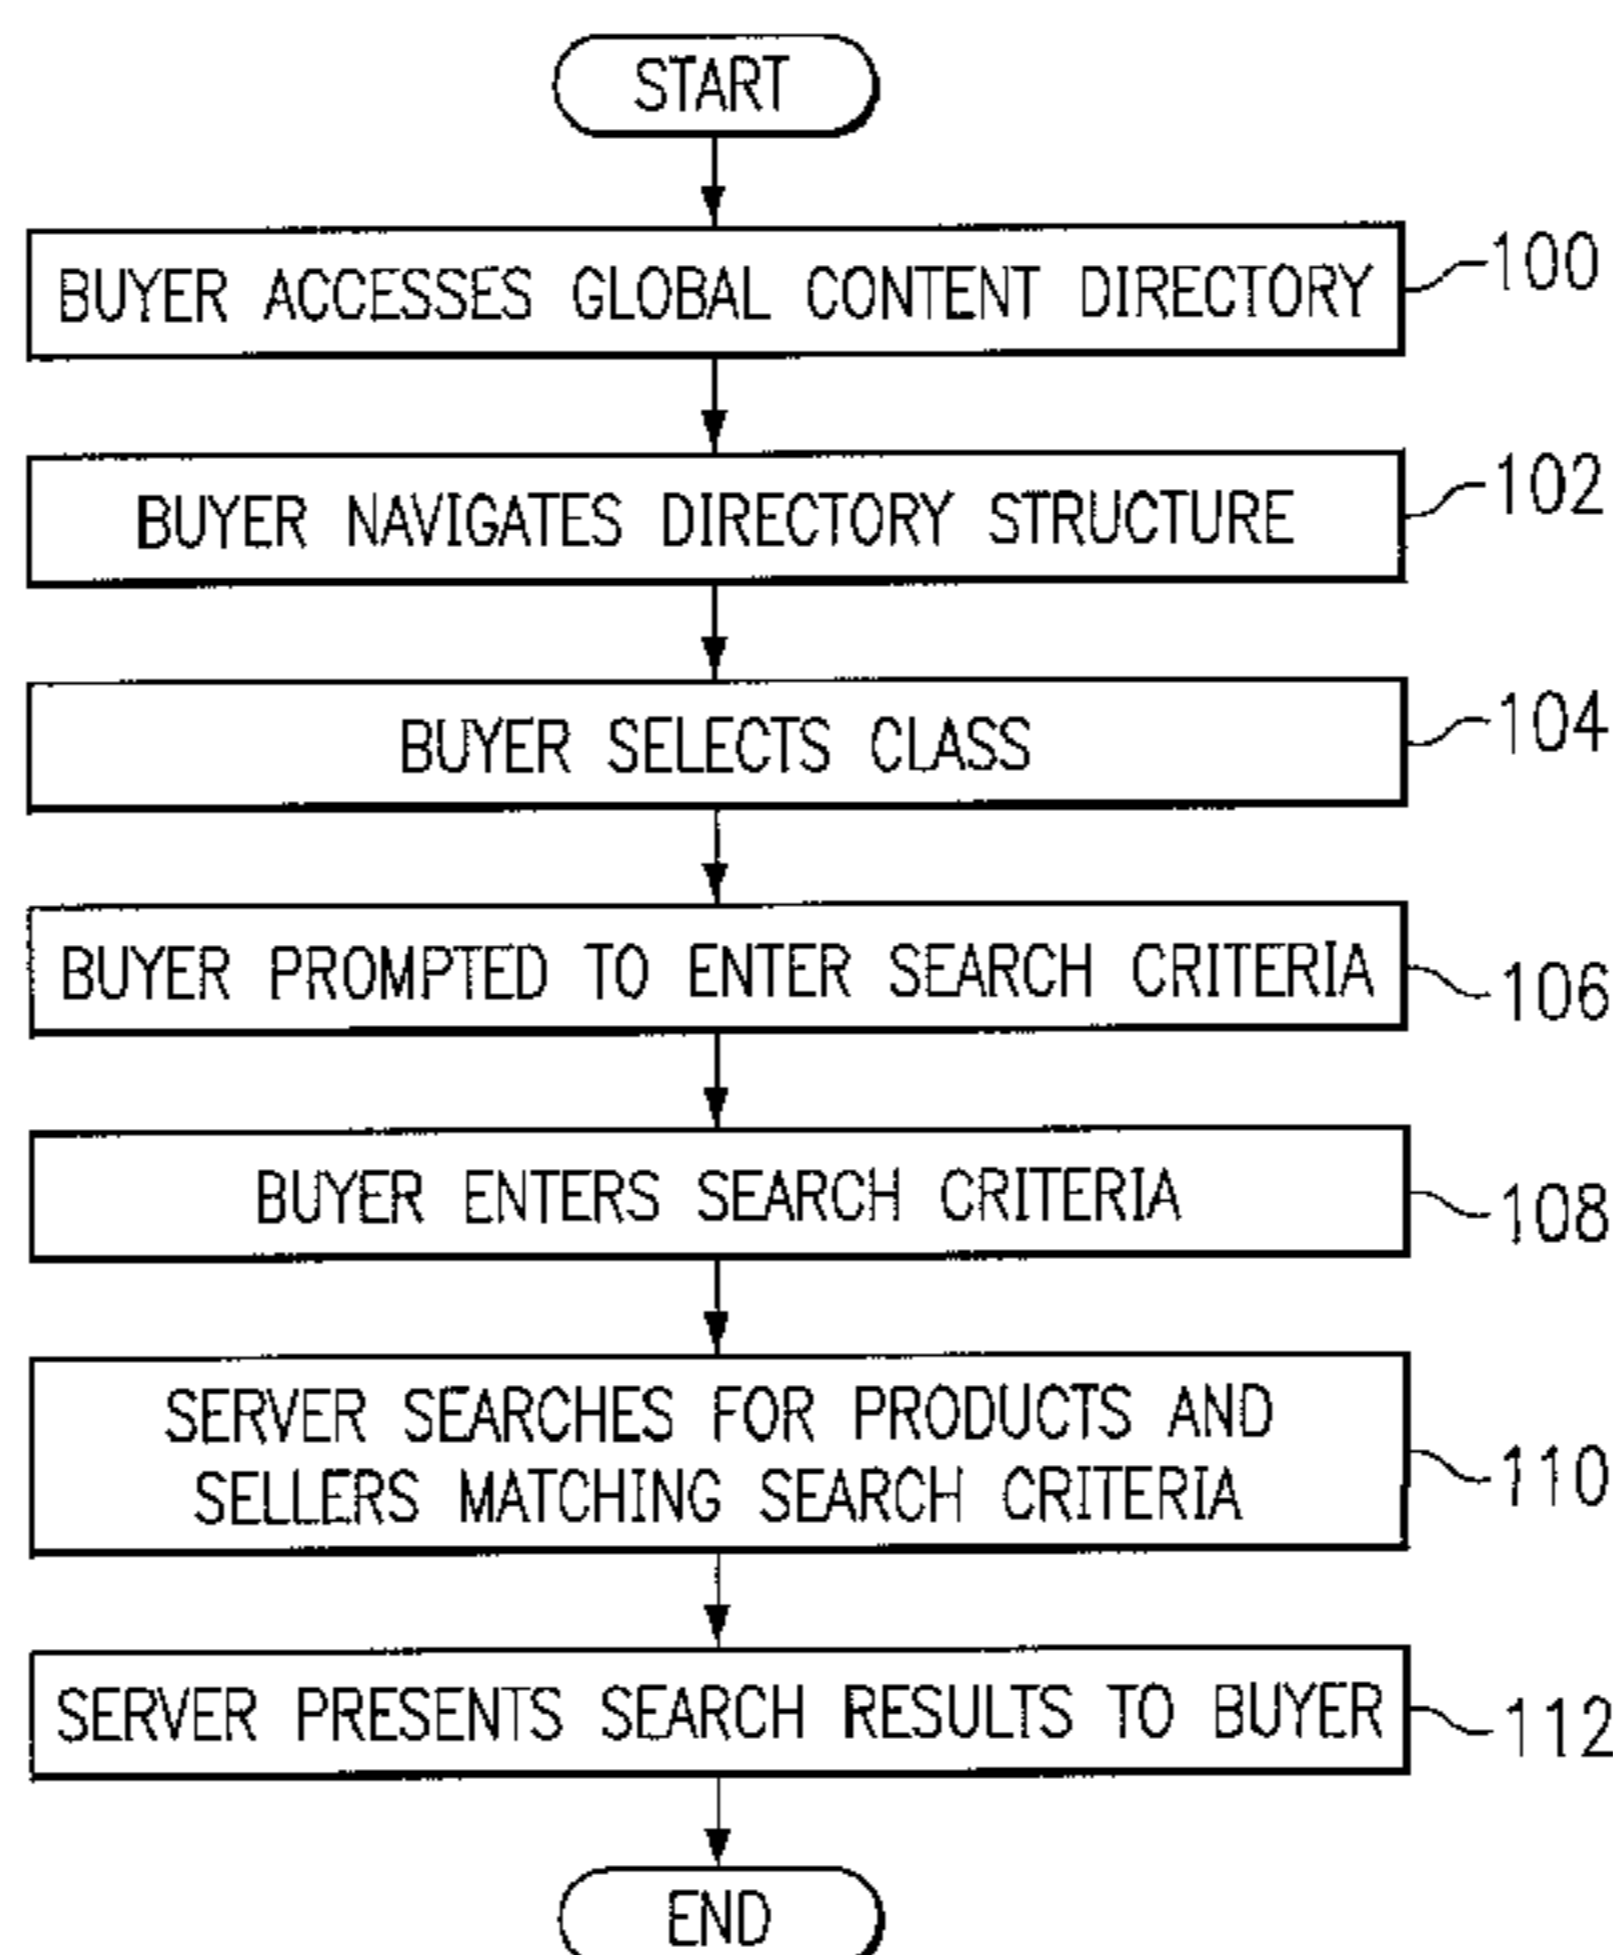 START
BUYER ACCESSES GLOBAL CONTENT DIRECTORY
100
BUYER NAVIGATES DIRECTORY STRUCTURE
102
BUYER SELECTS CLASS
104
BUYER PROMPTED TO ENTER SEARCH CRITERIA
106
BUYER ENTERS SEARCH CRITERIA
108
SERVER SEARCHES FOR PRODUCTS AND
SELLERS MATCHING SEARCH CRITERIA
110
SERVER PRESENTS SEARCH RESULTS TO BUYER
112
END